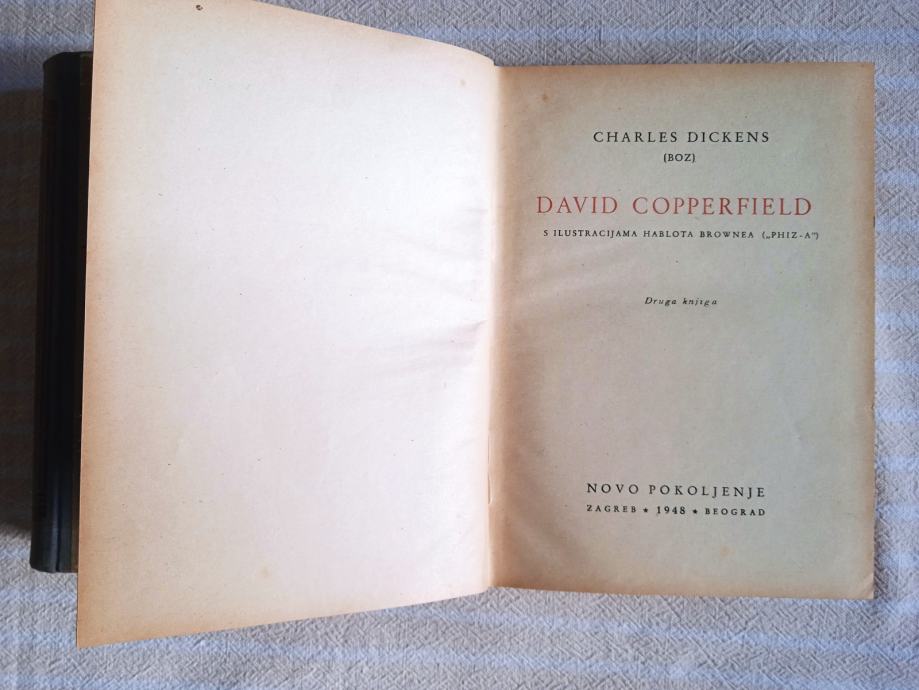 CHARLES DICKENS
(BOZ)
DAVID COPPERFIELD
S ILUSTRACIJAMA HABLOTA BROWNEA („PHIZ-A")
Druga knjiga
NOVO POKOLJENJE
ZAGREB ★ 1948 ★ BEOGRAD